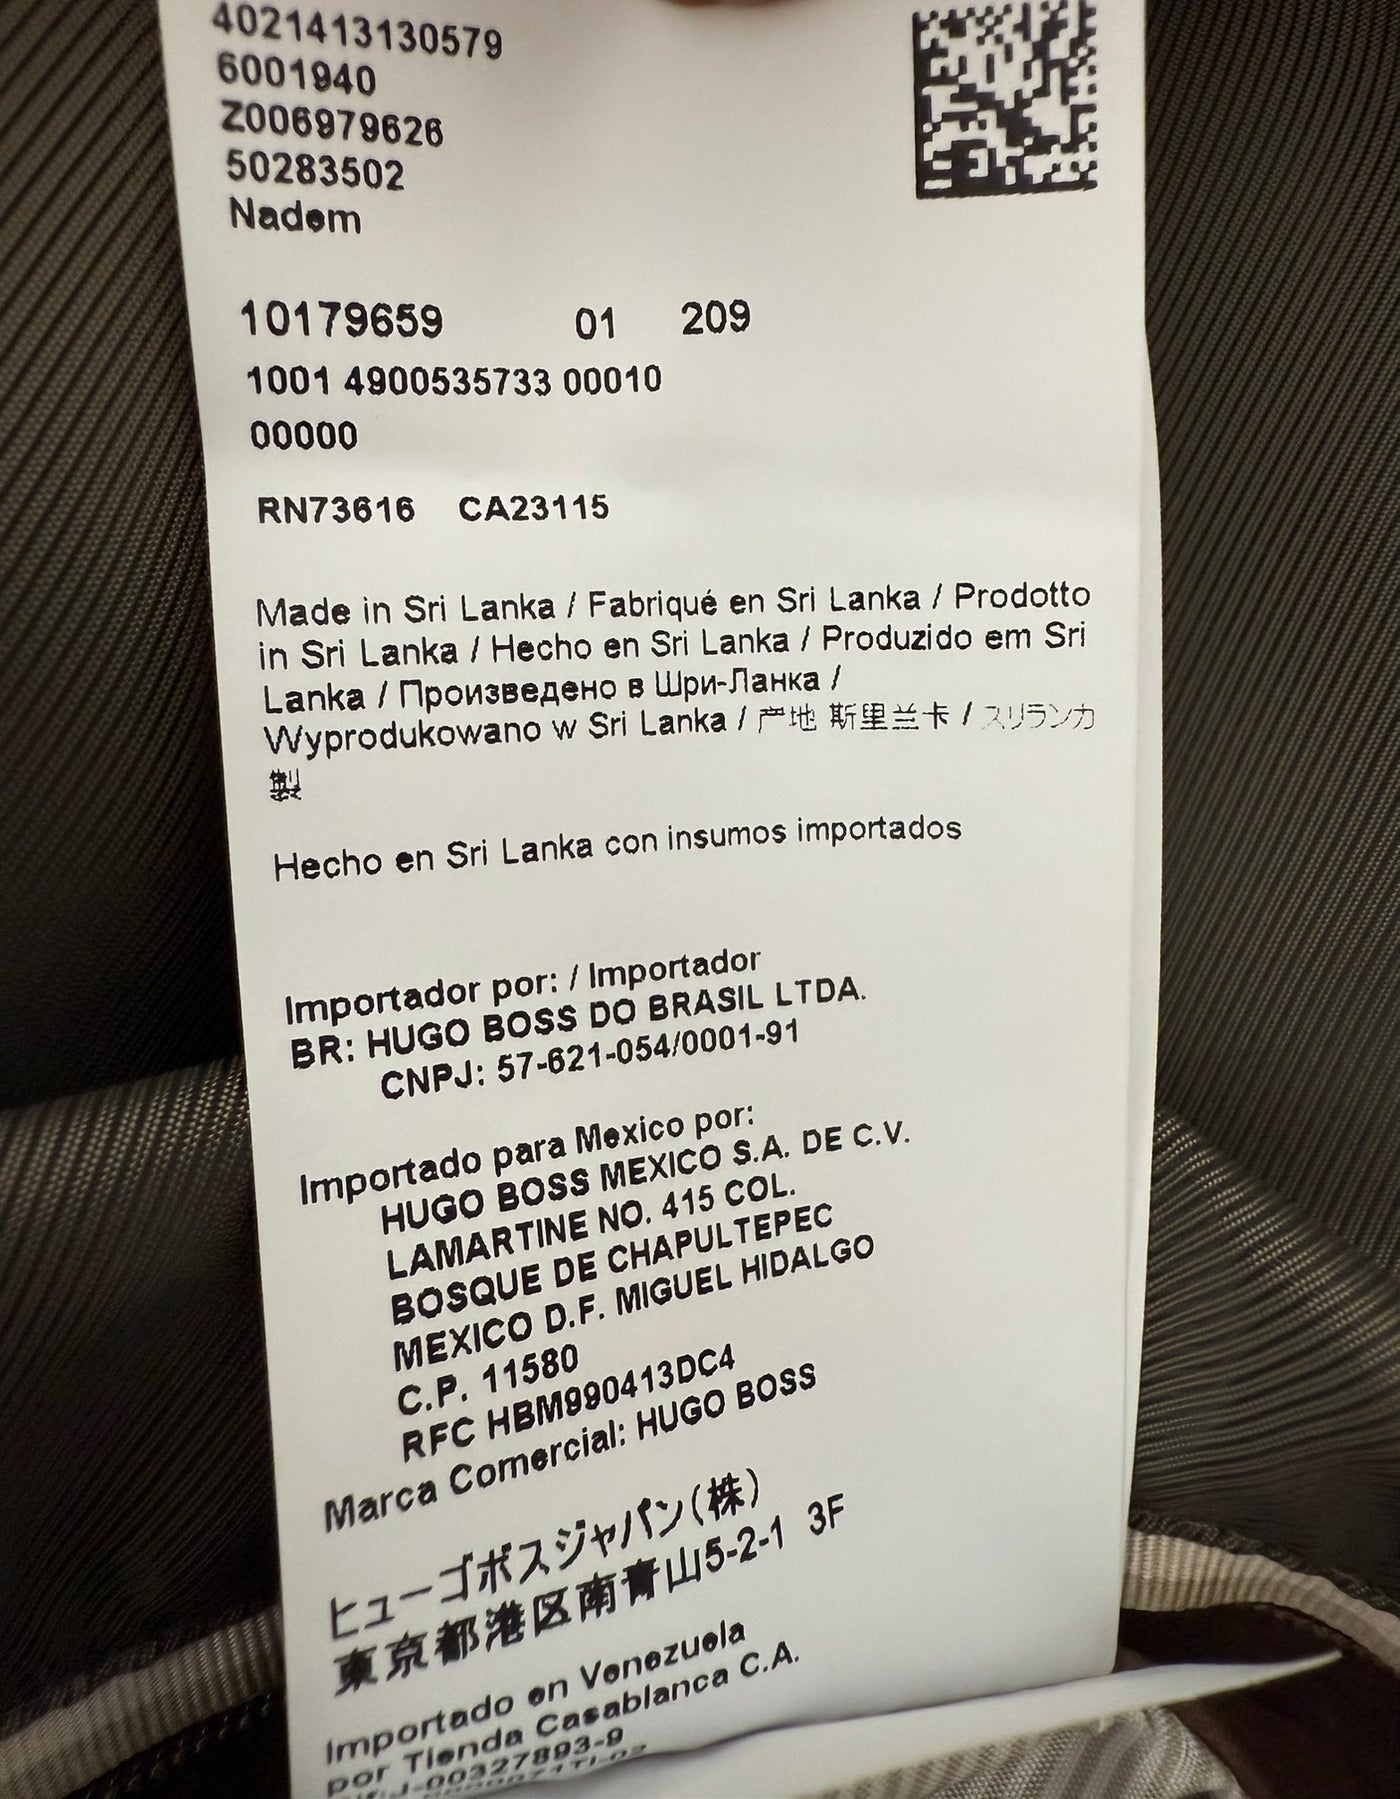 4021413130579
6001940
Z006979626
50283502
Nadem
10179659 01 209
1001 4900535733 00010
00000
RN73616 CA23115
Made in Sri Lanka / Fabriqué en Sri Lanka / Prodotto
in Sri Lanka / Hecho en Sri Lanka / Produzido em Sri
Lanka / Произведено в Шри-Ланка /
Wyprodukowano w Sri Lanka / 产地 斯里兰卡 / スリランカ
製
Hecho en Sri Lanka con insumos importados
Importador por: / Importador
BR: HUGO BOSS DO BRASIL LTDA.
CNPJ: 57-621-054/0001-91
Importado para Mexico por:
HUGO BOSS MEXICO S.A. DE C.V.
LAMARTINE NO. 415 COL.
BOSQUE DE CHAPULTEPEC
MEXICO D.F. MIGUEL HIDALGO
C.P. 11580
RFC HBM990413DC4
Marca Comercial: HUGO BOSS
ヒューゴボスジャパン(株)
東京都港区南青山5-2-1 3F
Importado en Venezuela
por Tienda Casablanca C.A.
J-00327893-9